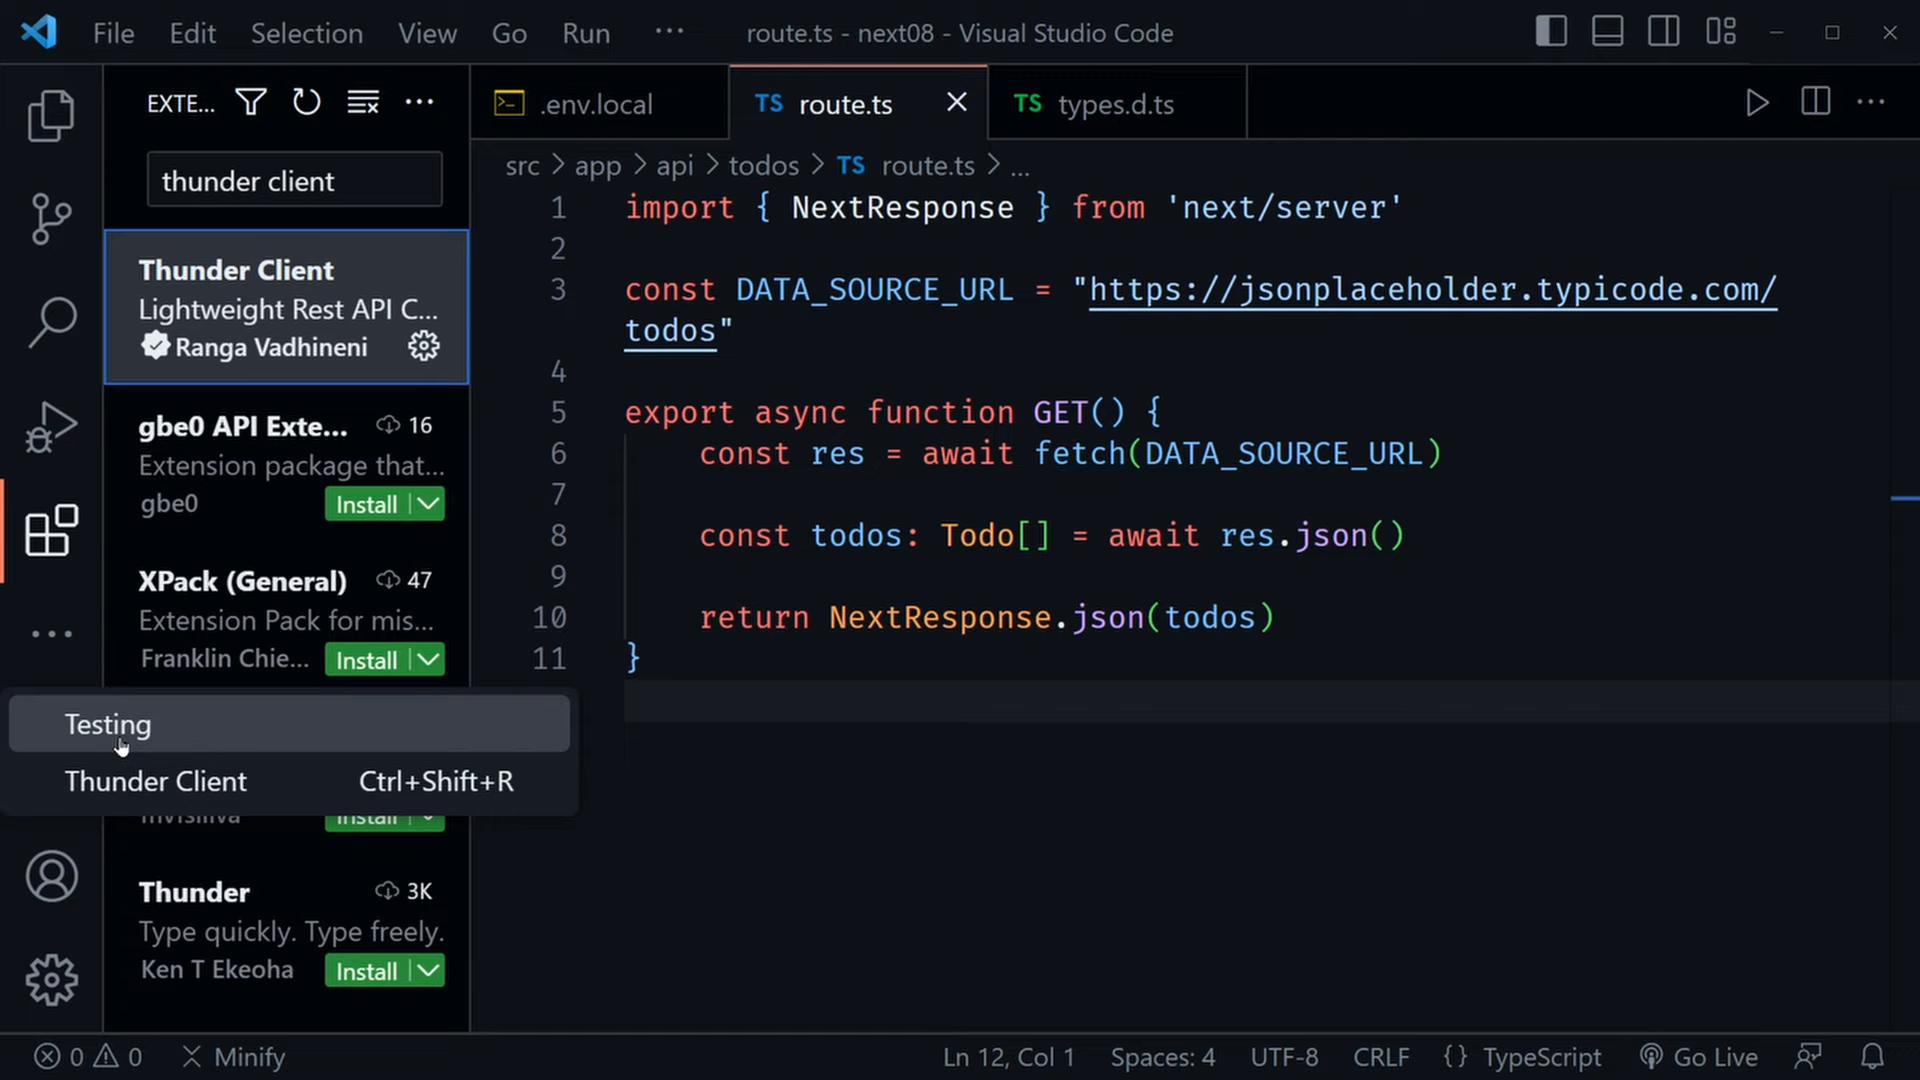 File Edit Selection View Go Run ··· route.ts - next08 - Visual Studio Code
EXTE... ···
thunder client
Thunder Client
Lightweight Rest API C...
Ranga Vadhineni
gbe0 API Exte... 16
Extension package that...
gbe0 Install
XPack (General) 47
Extension Pack for mis...
Franklin Chie... Install
Testing
Thunder Client Ctrl+Shift+R
Install
Thunder 3K
Type quickly. Type freely.
Ken T Ekeoha Install
.env.local TS route.ts TS types.d.ts ···
src > app > api > todos > TS route.ts > ...
1 import { NextResponse } from 'next/server'
2
3 const DATA_SOURCE_URL = "https://jsonplaceholder.typicode.com/
todos"
4
5 export async function GET() {
6 const res = await fetch(DATA_SOURCE_URL)
7
8 const todos: Todo[] = await res.json()
9
10 return NextResponse.json(todos)
11 }
0 0 Minify Ln 12, Col 1 Spaces: 4 UTF-8 CRLF {} TypeScript Go Live